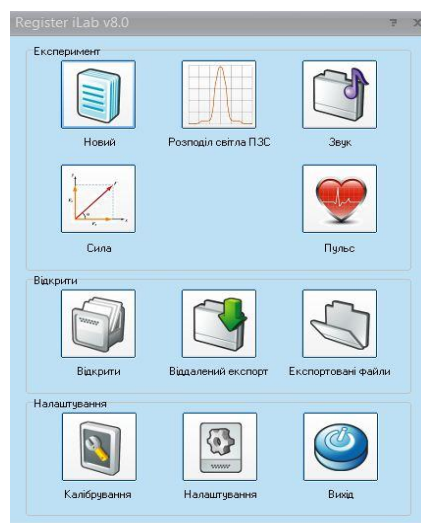 Register iLab v8.0
Експеримент
Новий
Розподіл світла ПЗС
Звук
Сила
Пульс
Відкрити
Відкрити
Віддалений експорт
Експортовані файли
Налаштування
Калібрування
Налаштування
Вихід